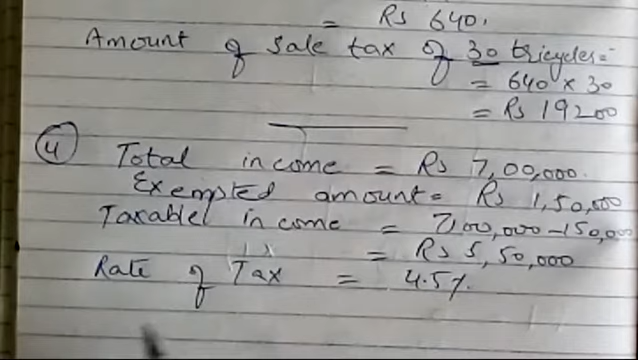 = Rs 640.
Amount of sale tax of 30 tricycles =
= 640 x 30
= Rs 19200
4 Total income = Rs 7,00,000.
Exempted amount = Rs 1,50,000
Taxable income = 7,00,000 - 150,000
= Rs 5,50,000
Rate of Tax = 4.5%.